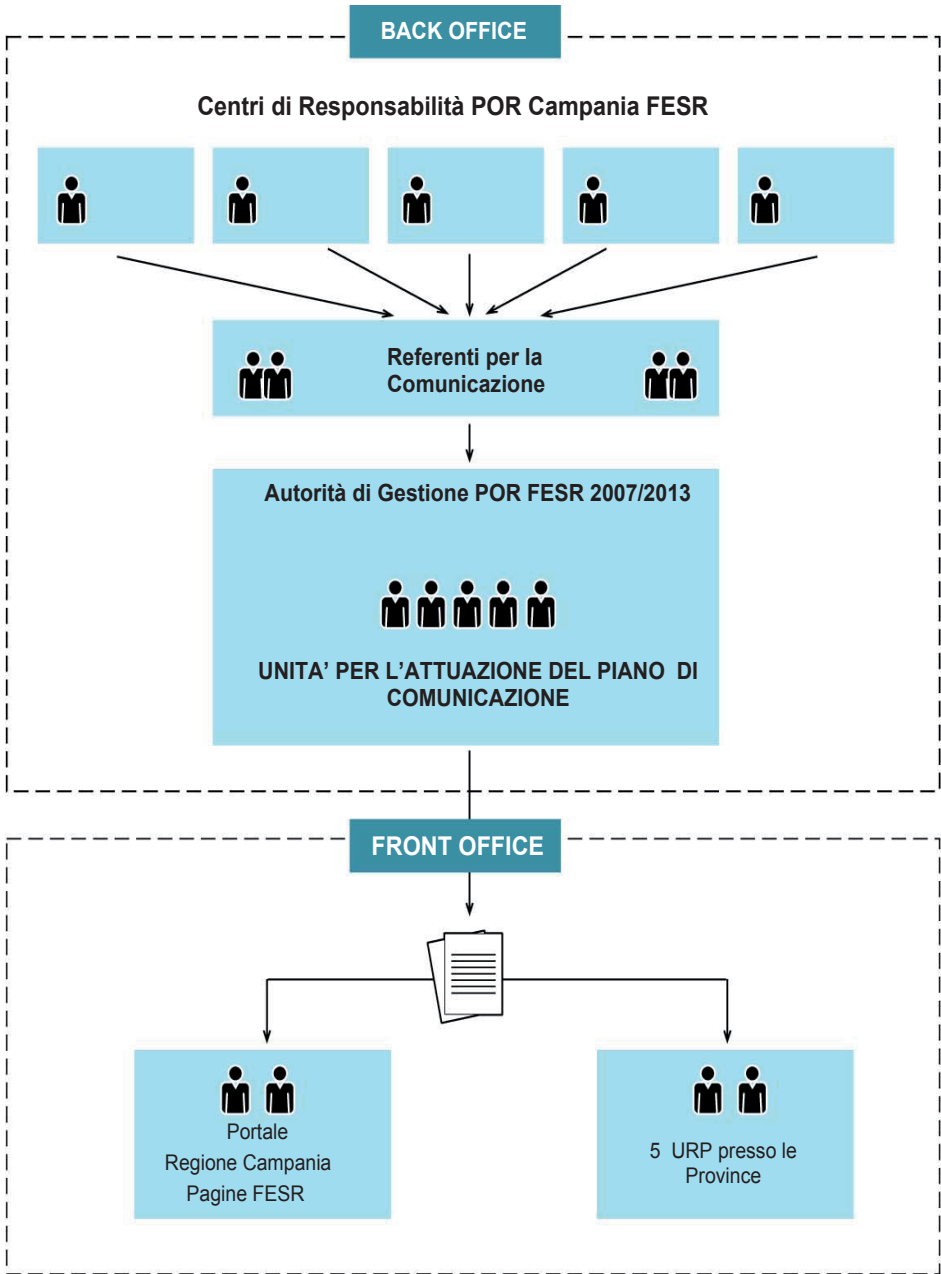 BACK OFFICE
Centri di Responsabilità POR Campania FESR
Referenti per la
Comunicazione
Autorità di Gestione POR FESR 2007/2013
UNITA’ PER L’ATTUAZIONE DEL PIANO DI
COMUNICAZIONE
FRONT OFFICE
Portale
Regione Campania
Pagine FESR
5 URP presso le
Province